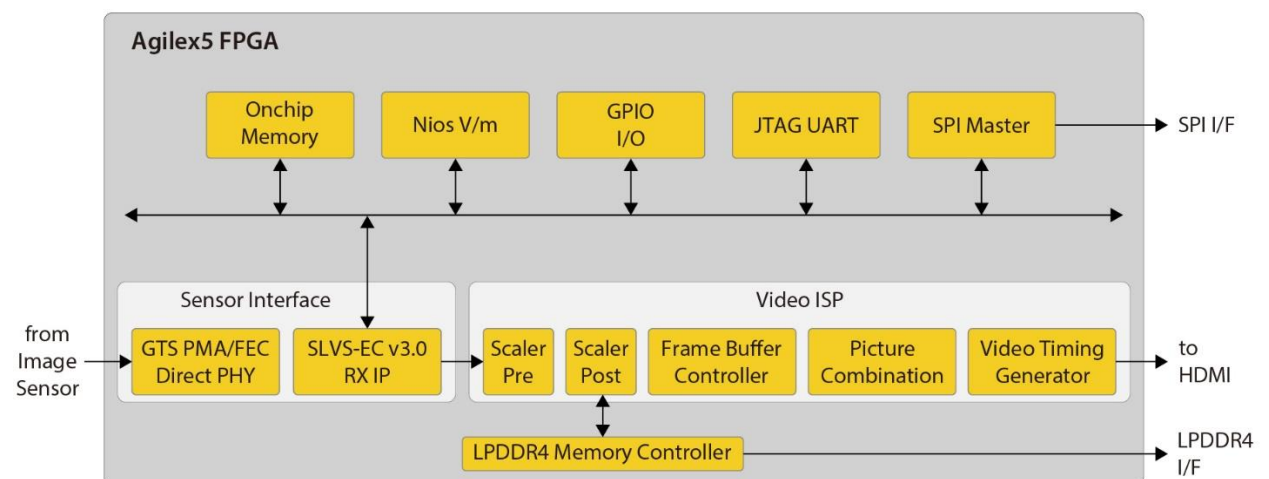 Agilex5 FPGA
Onchip
Memory
Nios V/m
GPIO
I/O
JTAG UART
SPI Master
SPI I/F
Sensor Interface
Video ISP
from
Image
Sensor
GTS PMA/FEC
Direct PHY
SLVS-EC v3.0
RX IP
Scaler
Pre
Scaler
Post
Frame Buffer
Controller
Picture
Combination
Video Timing
Generator
to
HDMI
LPDDR4 Memory Controller
LPDDR4
I/F